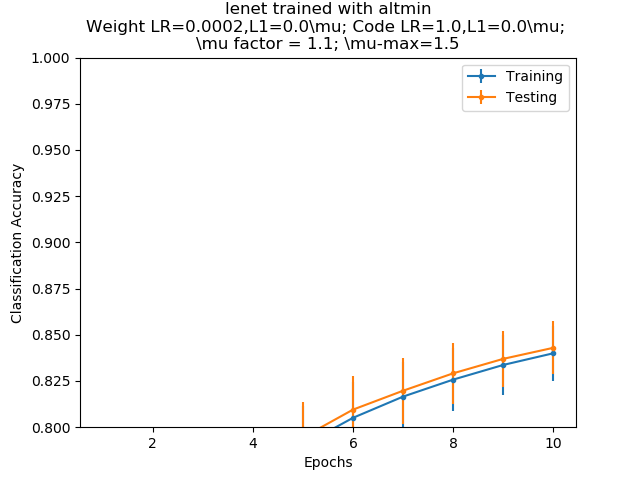 lenet trained with altmin
Weight LR=0.0002,L1=0.0\mu; Code LR=1.0,L1=0.0\mu;
\mu factor = 1.1; \mu-max=1.5
Training
Testing
Classification Accuracy
1.000
0.975
0.950
0.925
0.900
0.875
0.850
0.825
0.800
2 4 6 8 10
Epochs